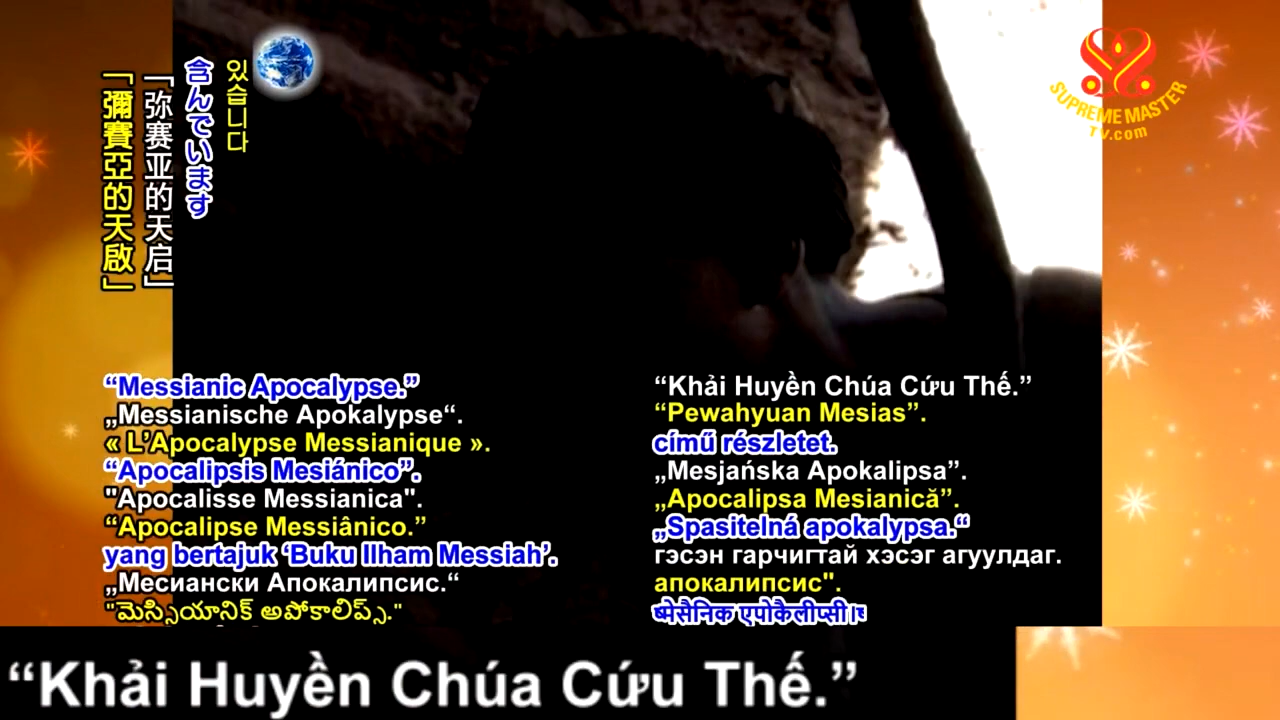 있습니다
含んでいます
「弥赛亚的天启」
「彌賽亞的天啟」
SUPREME MASTER
TV.com
“Messianic Apocalypse.”
„Messianische Apokalypse“.
« L’Apocalypse Messianique ».
“Apocalipsis Mesiánico”.
"Apocalisse Messianica".
“Apocalipse Messiânico.”
yang bertajuk ‘Buku Ilham Messiah’.
„Месиански Апокалипсис.“
"మెస్సియానిక్ అపోకాలిప్స్."
“Khải Huyền Chúa Cứu Thế.”
“Pewahyuan Mesias”.
című részletet.
„Mesjańska Apokalipsa”.
„Apocalipsa Mesianică”.
„Spasitelná apokalypsa.“
гэсэн гарчигтай хэсэг агуулдаг.
апокалипсис".
ष्मेसैनिक एपोकैलीप्सी।ष
“Khải Huyền Chúa Cứu Thế.”